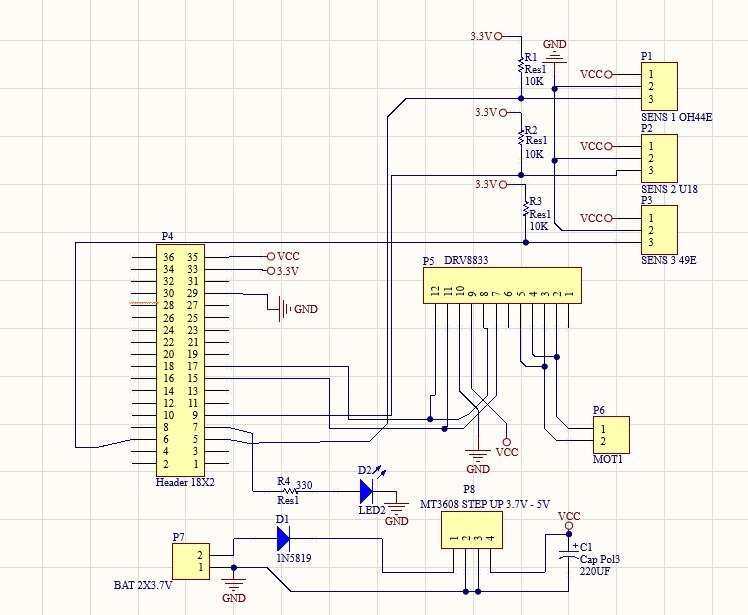 3.3V
GND
R1
Res1
10K
P1
VCC 1
2
3
SENS 1 OH44E
3.3V
R2
Res1
10K
P2
VCC 1
2
3
SENS 2 U18
3.3V
R3
Res1
10K
P3
VCC 1
2
3
SENS 3 49E
P4
36 35 VCC
34 33 3.3V
32 31
30 29
28 27 GND
26 25
24 23
22 21
20 19
18 17
16 15
14 13
12 11
10 9
8 7
6 5
4 3
2 1
Header 18X2
P5 DRV8833
12 11 10 9 8 7 6 5 4 3 2 1
GND
VCC
P6
1
2
MOT1
R4 330
Res1
D2
LED2
GND
P8
MT3608 STEP UP 3.7V - 5V
1 2 3 4
VCC
C1
+
Cap Pol3
220UF
D1
1N5819
P7
2
1
BAT 2X3.7V
GND